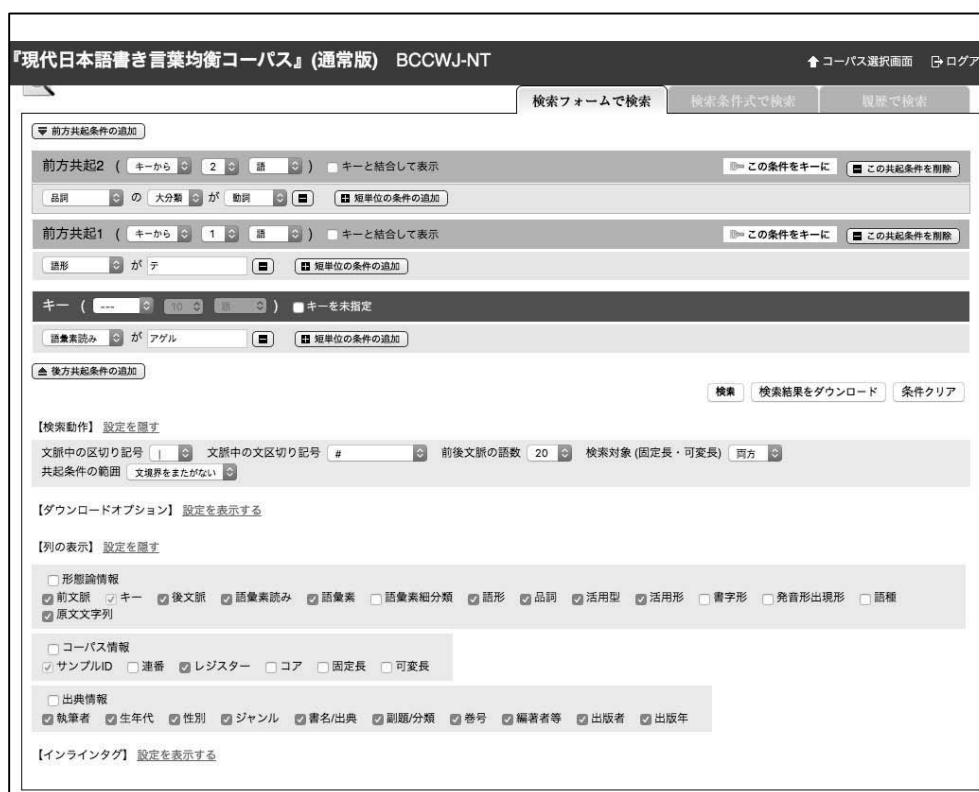 『現代日本語書き言葉均衡コーパス』(通常版) BCCWJ-NT コーパス選択画面 ログア
検索フォームで検索 検索条件式で検索 履歴で検索
前方共起条件の追加
前方共起2 ( キーから 2 語 ) キーと結合して表示 この条件をキーに この共起条件を削除
品詞 の 大分類 が 動詞 短単位の条件の追加
前方共起1 ( キーから 1 語 ) キーと結合して表示 この条件をキーに この共起条件を削除
語形 が テ 短単位の条件の追加
キー ( --- 10 語 ) キーを未指定
語彙素読み が アゲル 短単位の条件の追加
後方共起条件の追加
検索 検索結果をダウンロード 条件クリア
【検索動作】 設定を隠す
文脈中の区切り記号 | 文脈中の文区切り記号 # 前後文脈の語数 20 検索対象 (固定長・可変長) 両方
共起条件の範囲 文境界をまたがない
【ダウンロードオプション】 設定を表示する
【列の表示】 設定を隠す
形態論情報
前文脈 キー 後文脈 語彙素読み 語彙素 語彙素細分類 語形 品詞 活用型 活用形 書字形 発音形出現形 語種
原文文字列
コーパス情報
サンプルID 連番 レジスター コア 固定長 可変長
出典情報
執筆者 生年代 性別 ジャンル 書名/出典 副題/分類 巻号 編著者等 出版者 出版年
【インラインタグ】 設定を表示する